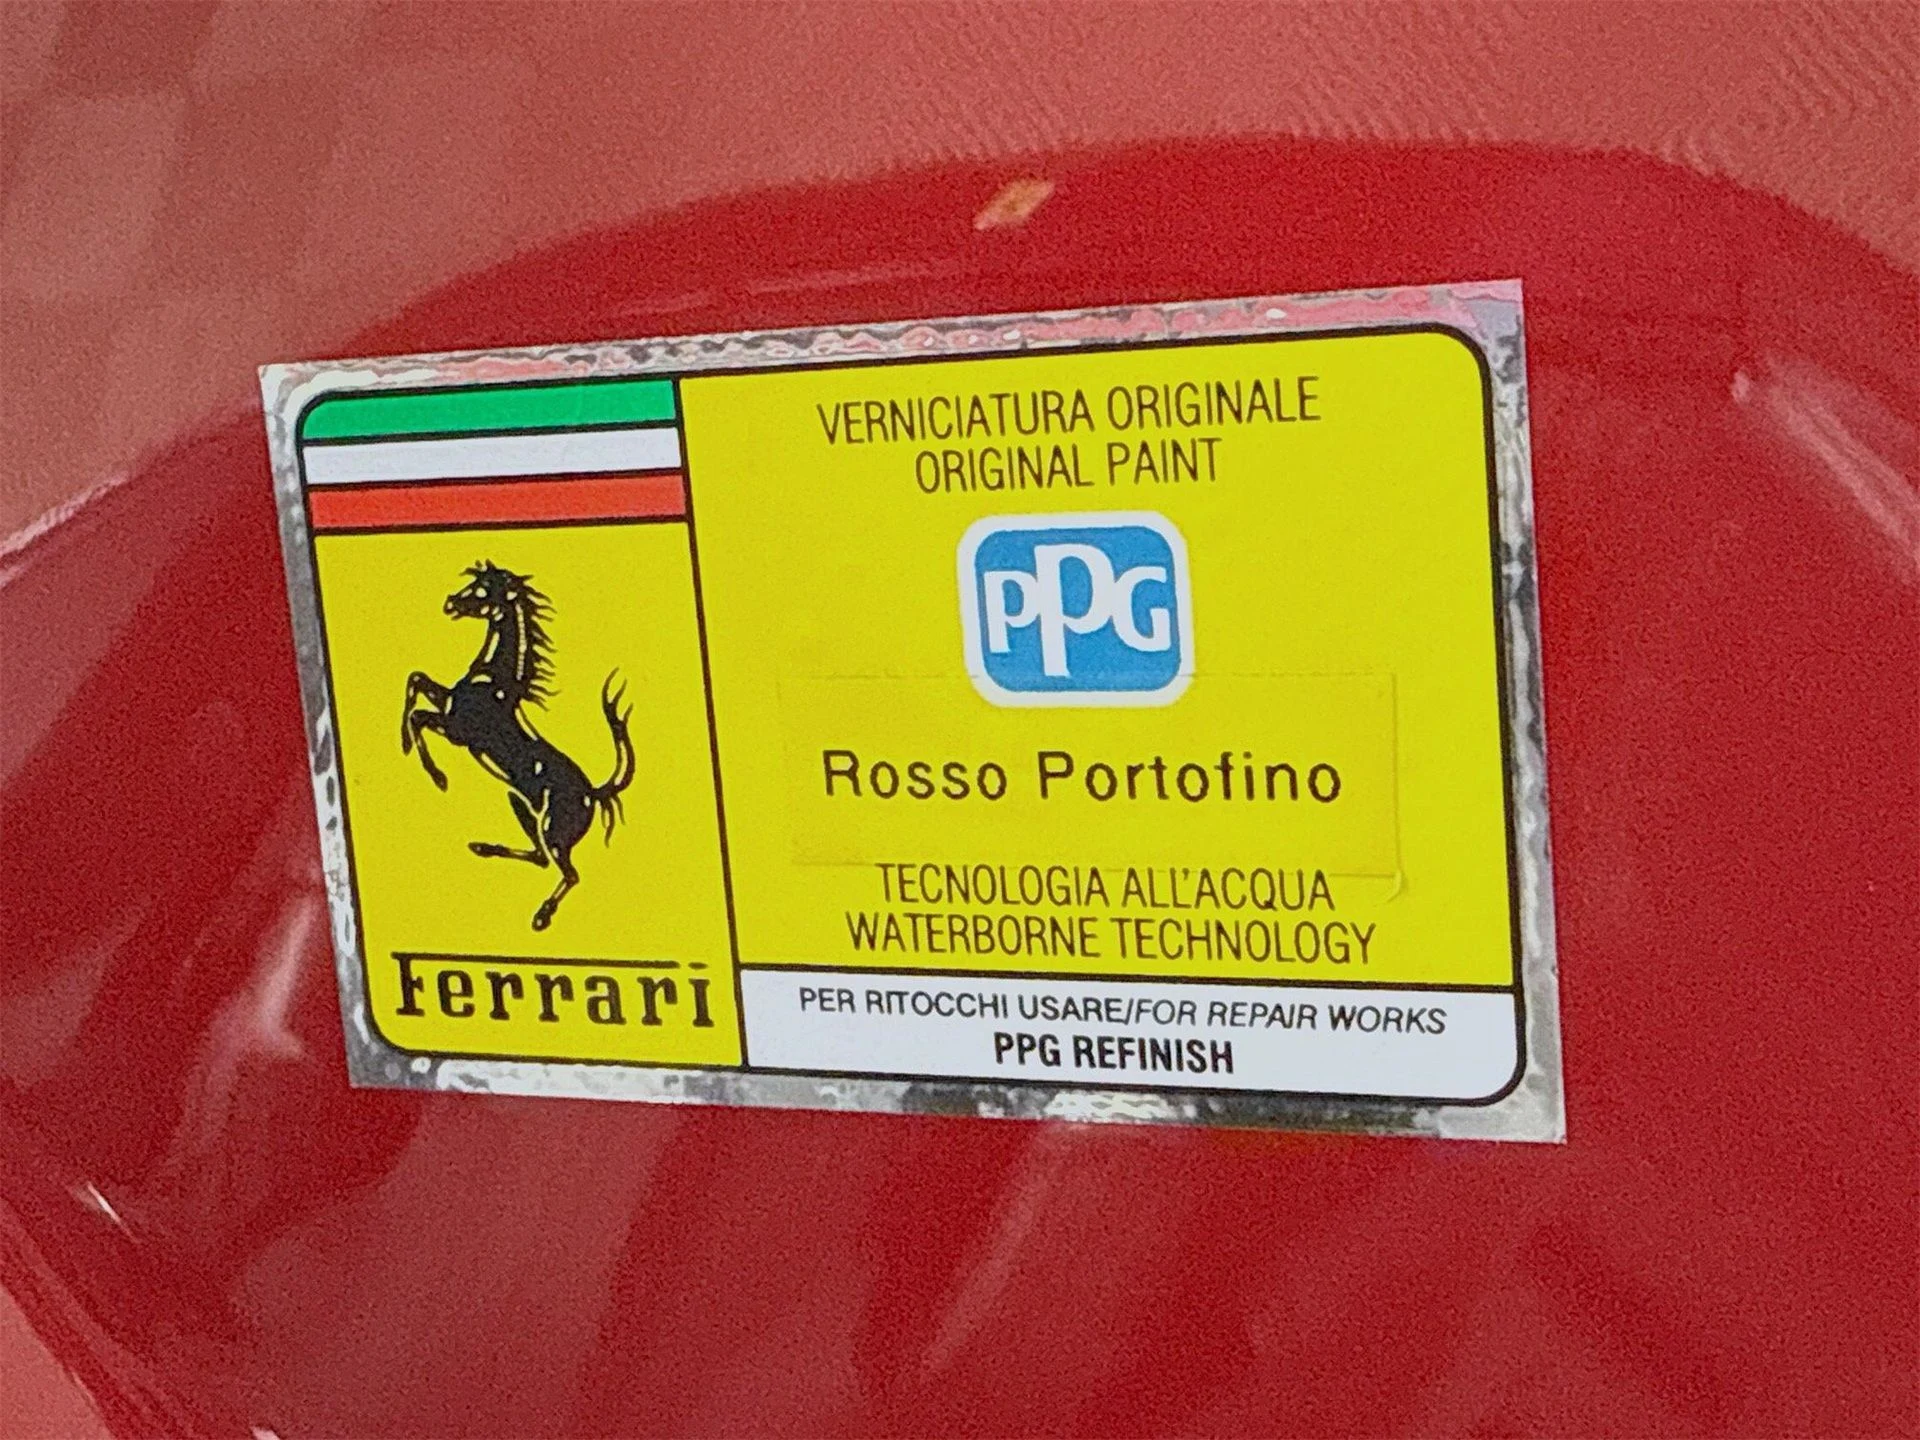 VERNICIATURA ORIGINALE
ORIGINAL PAINT
PPG
Rosso Portofino
TECNOLOGIA ALL'ACQUA
WATERBORNE TECHNOLOGY
Ferrari
PER RITOCCHI USARE/FOR REPAIR WORKS
PPG REFINISH